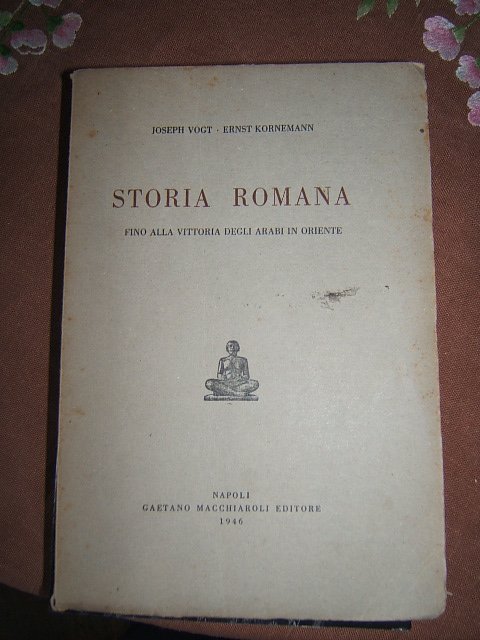 JOSEPH VOGT - ERNST KORNEMANN
STORIA ROMANA
FINO ALLA VITTORIA DEGLI ARABI IN ORIENTE
NAPOLI
GAETANO MACCHIAROLI EDITORE
1946